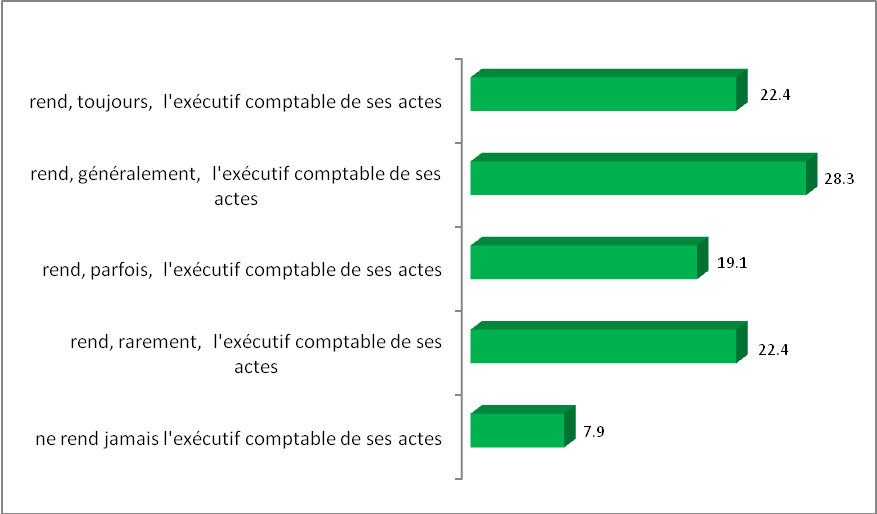 rend, toujours, l'exécutif comptable de ses actes
22.4
rend, généralement, l'exécutif comptable de ses
actes
28.3
rend, parfois, l'exécutif comptable de ses actes
19.1
rend, rarement, l'exécutif comptable de ses
actes
22.4
ne rend jamais l'exécutif comptable de ses actes
7.9